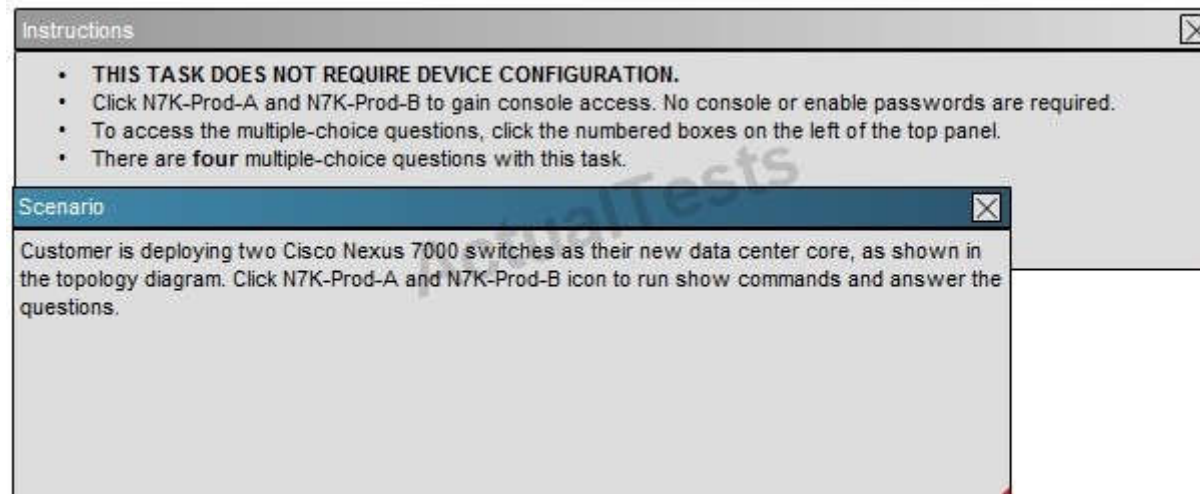 Instructions
• THIS TASK DOES NOT REQUIRE DEVICE CONFIGURATION.
• Click N7K-Prod-A and N7K-Prod-B to gain console access. No console or enable passwords are required.
• To access the multiple-choice questions, click the numbered boxes on the left of the top panel.
• There are four multiple-choice questions with this task.
Scenario
Customer is deploying two Cisco Nexus 7000 switches as their new data center core, as shown in
the topology diagram. Click N7K-Prod-A and N7K-Prod-B icon to run show commands and answer the
questions.
ActualTests